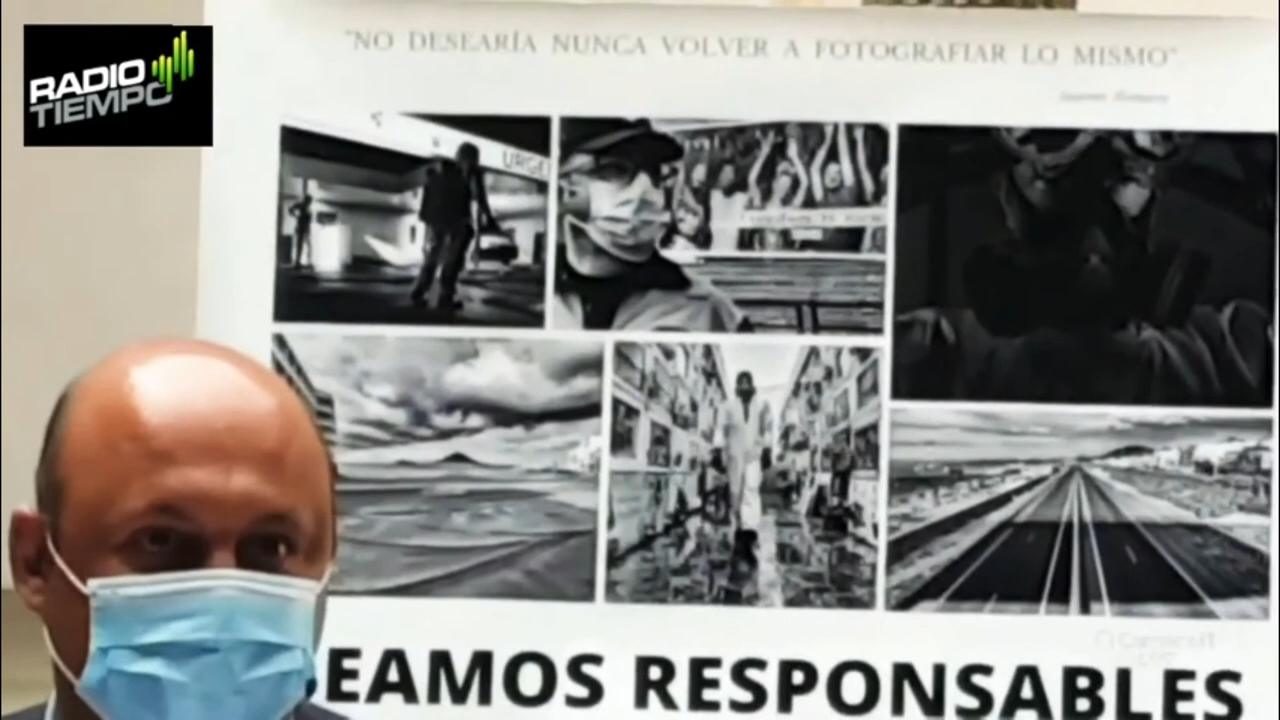 RADIO
TIEMPO
"NO DESEARÍA NUNCA VOLVER A FOTOGRAFIAR LO MISMO"
URGE
EAMOS RESPONSABLES